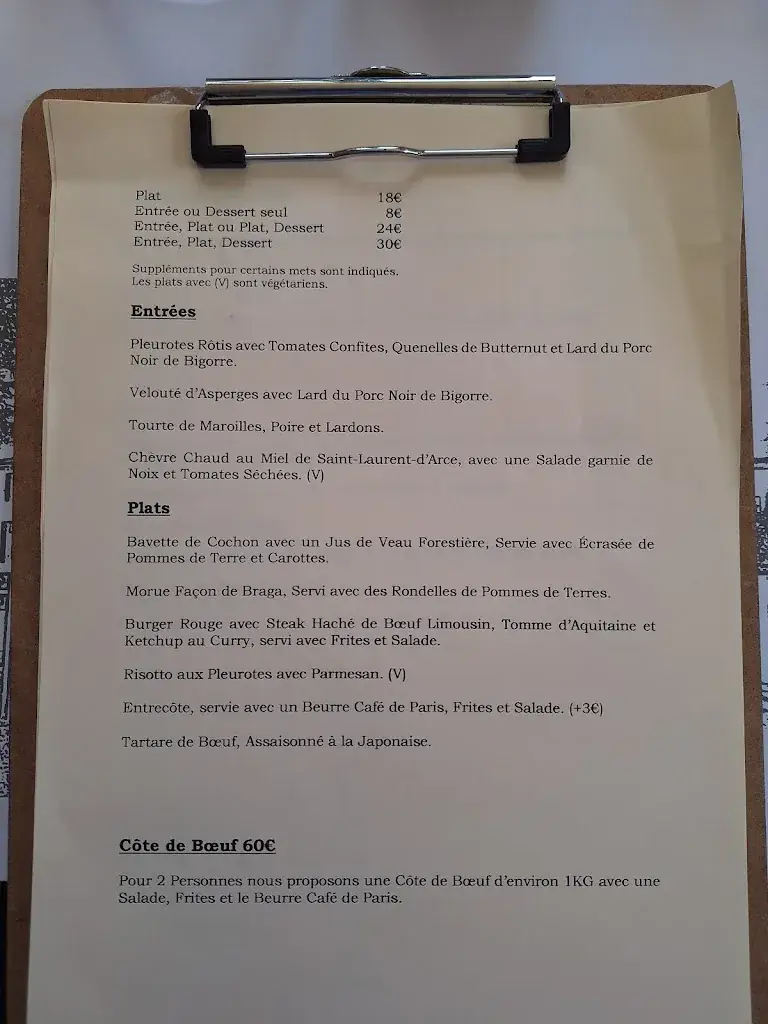 Plat 18€
Entrée ou Dessert seul 8€
Entrée, Plat ou Plat, Dessert 24€
Entrée, Plat, Dessert 30€
Suppléments pour certains mets sont indiqués.
Les plats avec (V) sont végétariens.
Entrées
Pleurotes Rôtis avec Tomates Confites, Quenelles de Butternut et Lard du Porc
Noir de Bigorre.
Velouté d'Asperges avec Lard du Porc Noir de Bigorre.
Tourte de Maroilles, Poire et Lardons.
Chèvre Chaud au Miel de Saint-Laurent-d'Arce, avec une Salade garnie de
Noix et Tomates Séchées. (V)
Plats
Bavette de Cochon avec un Jus de Veau Forestière, Servie avec Écrasée de
Pommes de Terre et Carottes.
Morue Façon de Braga, Servi avec des Rondelles de Pommes de Terres.
Burger Rouge avec Steak Haché de Bœuf Limousin, Tomme d'Aquitaine et
Ketchup au Curry, servi avec Frites et Salade.
Risotto aux Pleurotes avec Parmesan. (V)
Entrecôte, servie avec un Beurre Café de Paris, Frites et Salade. (+3€)
Tartare de Bœuf, Assaisonné à la Japonaise.
Côte de Bœuf 60€
Pour 2 Personnes nous proposons une Côte de Bœuf d'environ 1KG avec une
Salade, Frites et le Beurre Café de Paris.